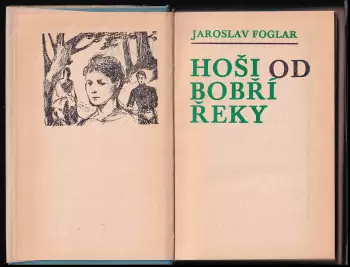 JAROSLAV FOGLAR
HOŠI OD
BOBŘÍ
ŘEKY